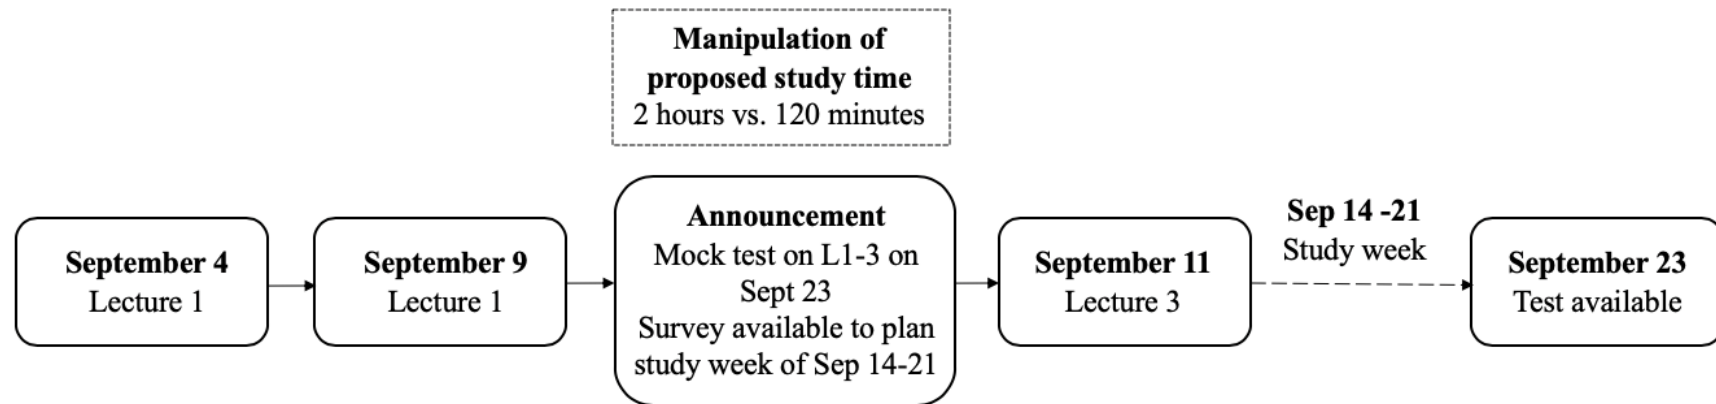 Manipulation of
proposed study time
2 hours vs. 120 minutes
September 4
Lecture 1
September 9
Lecture 1
Announcement
Mock test on L1-3 on
Sept 23
Survey available to plan
study week of Sep 14-21
September 11
Lecture 3
Sep 14 -21
Study week
September 23
Test available